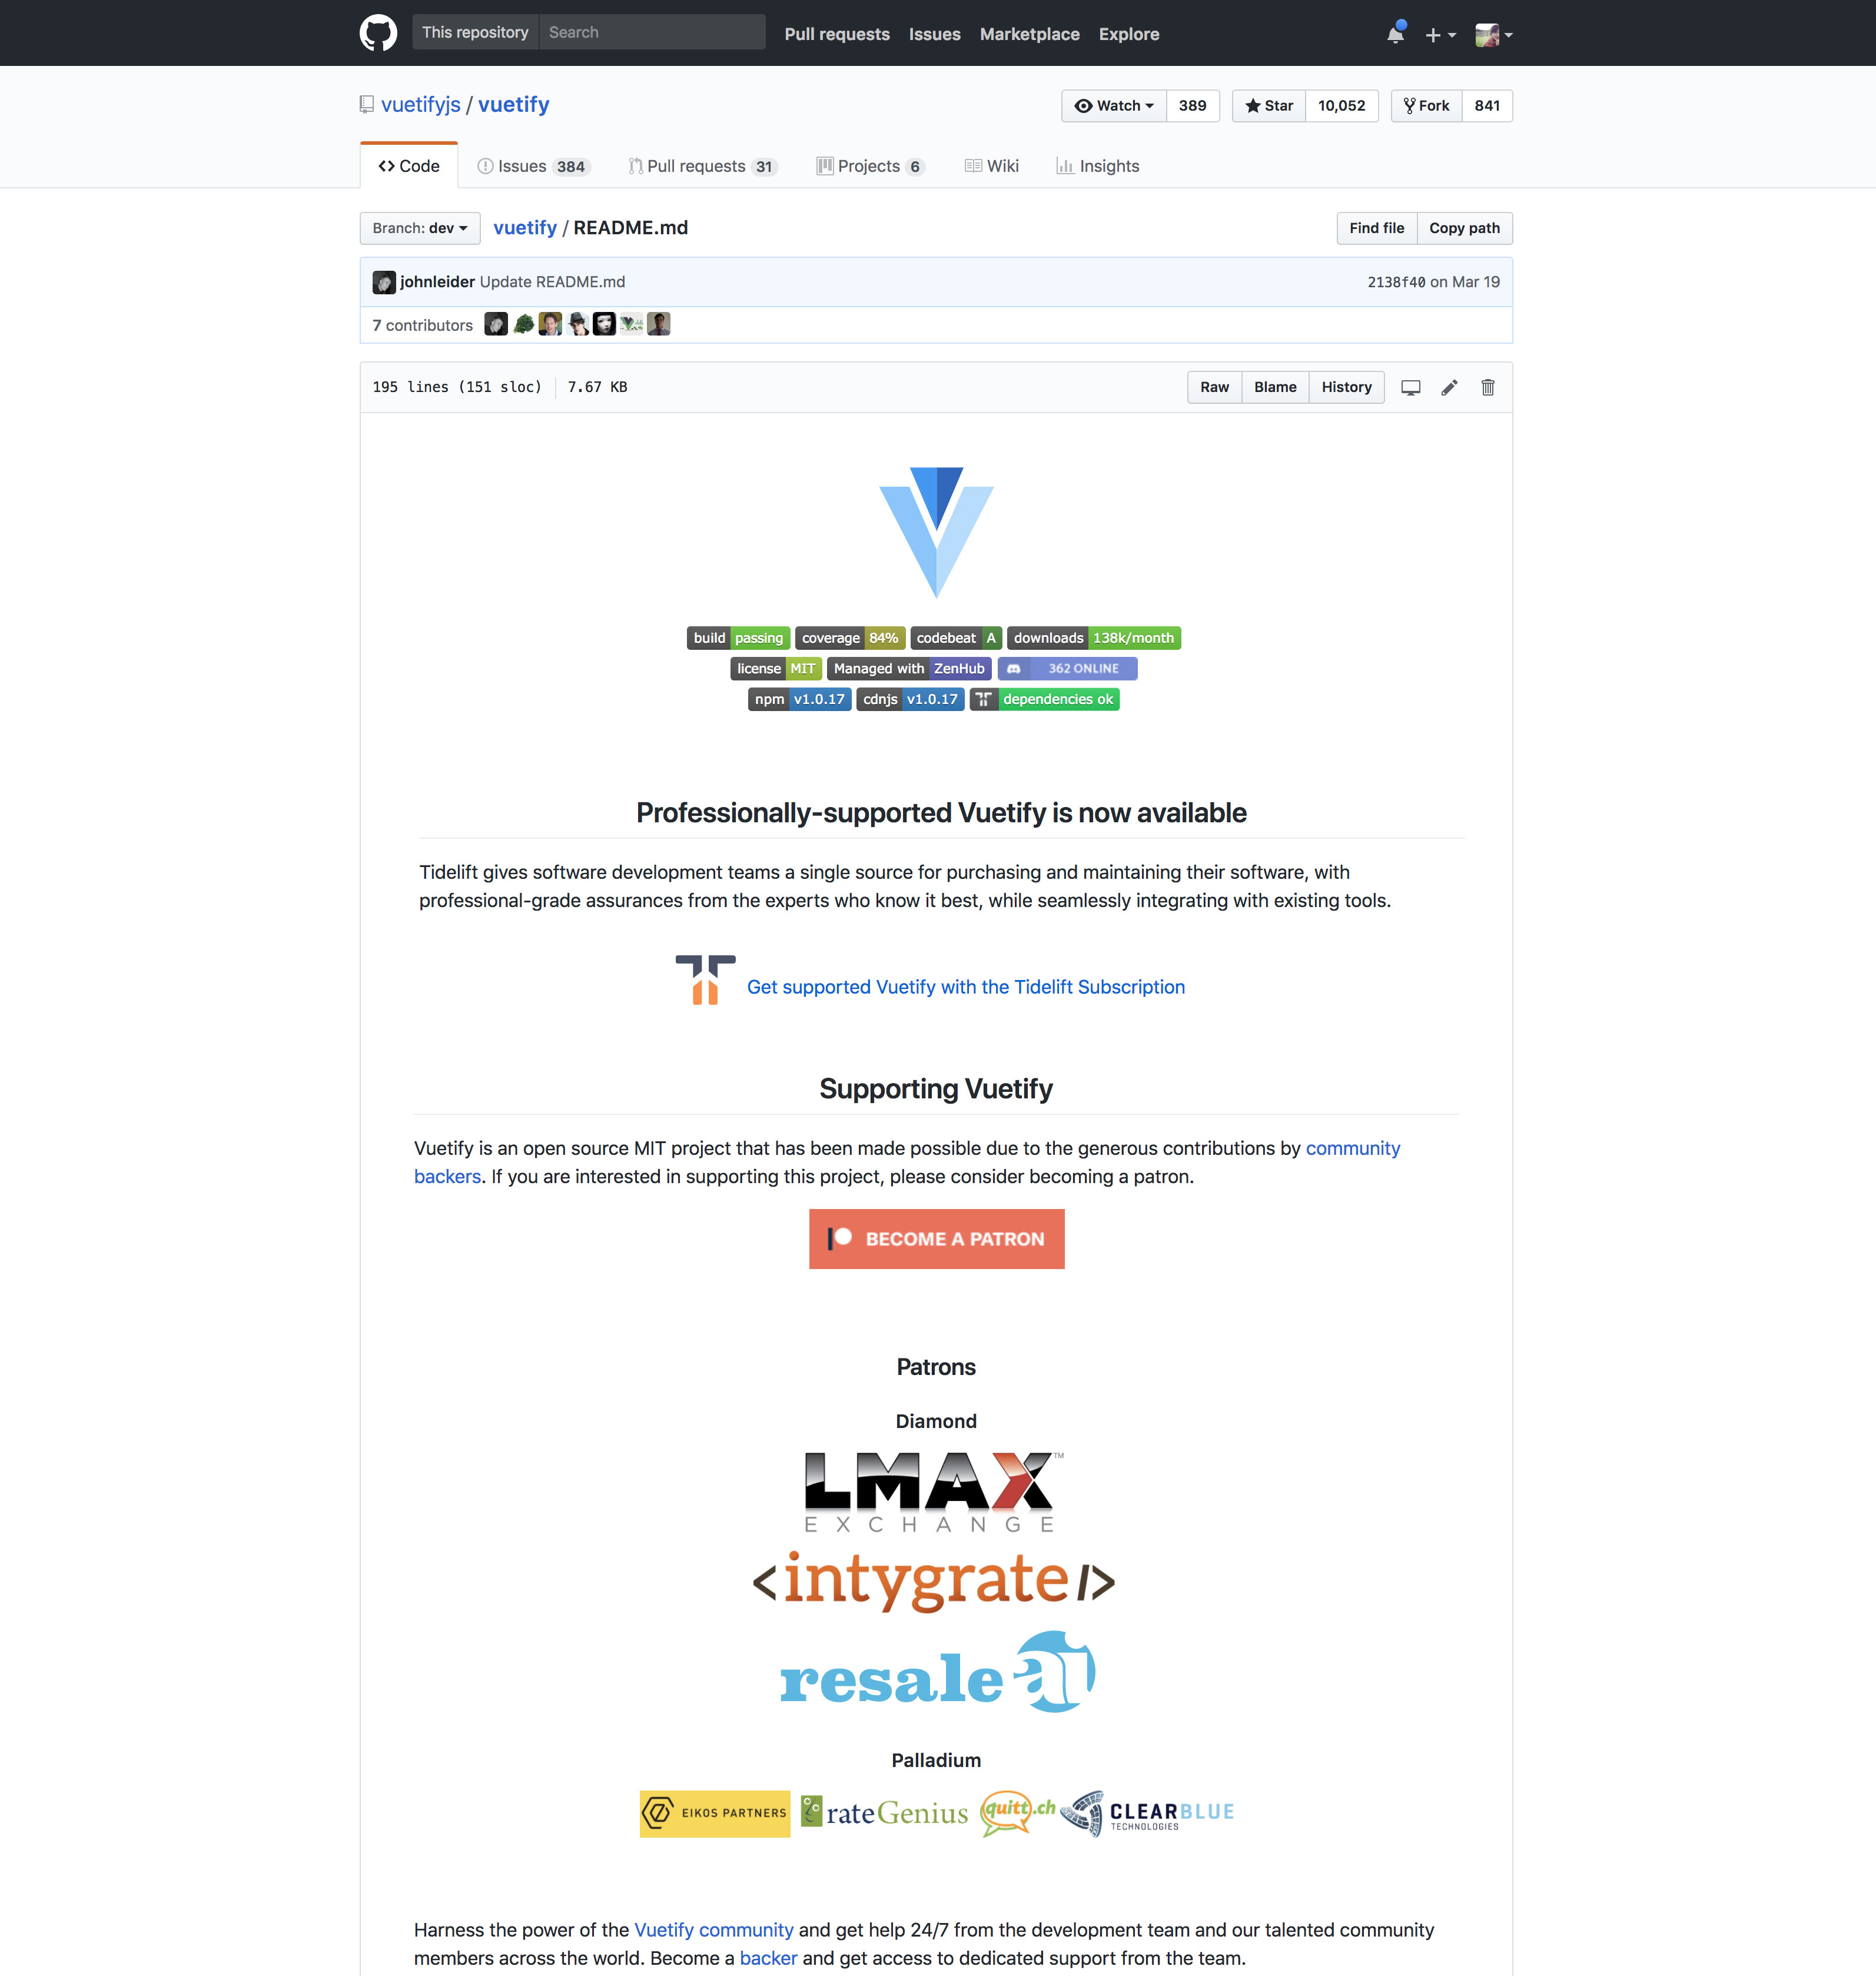 This repository Search Pull requests Issues Marketplace Explore
vuetifyjs / vuetify Watch 389 Star 10,052 Fork 841
Code Issues 384 Pull requests 31 Projects 6 Wiki Insights
Branch: dev vuetify / README.md Find file Copy path
johnleider Update README.md 2138f40 on Mar 19
7 contributors
195 lines (151 sloc) 7.67 KB Raw Blame History
build passing coverage 84% codebeat A downloads 138k/month
license MIT Managed with ZenHub 362 ONLINE
npm v1.0.17 cdnjs v1.0.17 dependencies ok
Professionally-supported Vuetify is now available
Tidelift gives software development teams a single source for purchasing and maintaining their software, with
professional-grade assurances from the experts who know it best, while seamlessly integrating with existing tools.
Get supported Vuetify with the Tidelift Subscription
Supporting Vuetify
Vuetify is an open source MIT project that has been made possible due to the generous contributions by community
backers. If you are interested in supporting this project, please consider becoming a patron.
BECOME A PATRON
Patrons
Diamond
LMAX™
EXCHANGE
<intygrate/>
resale ai
Palladium
EIKOS PARTNERS rateGenius quitt.ch CLEARBLUE
TECHNOLOGIES
Harness the power of the Vuetify community and get help 24/7 from the development team and our talented community
members across the world. Become a backer and get access to dedicated support from the team.